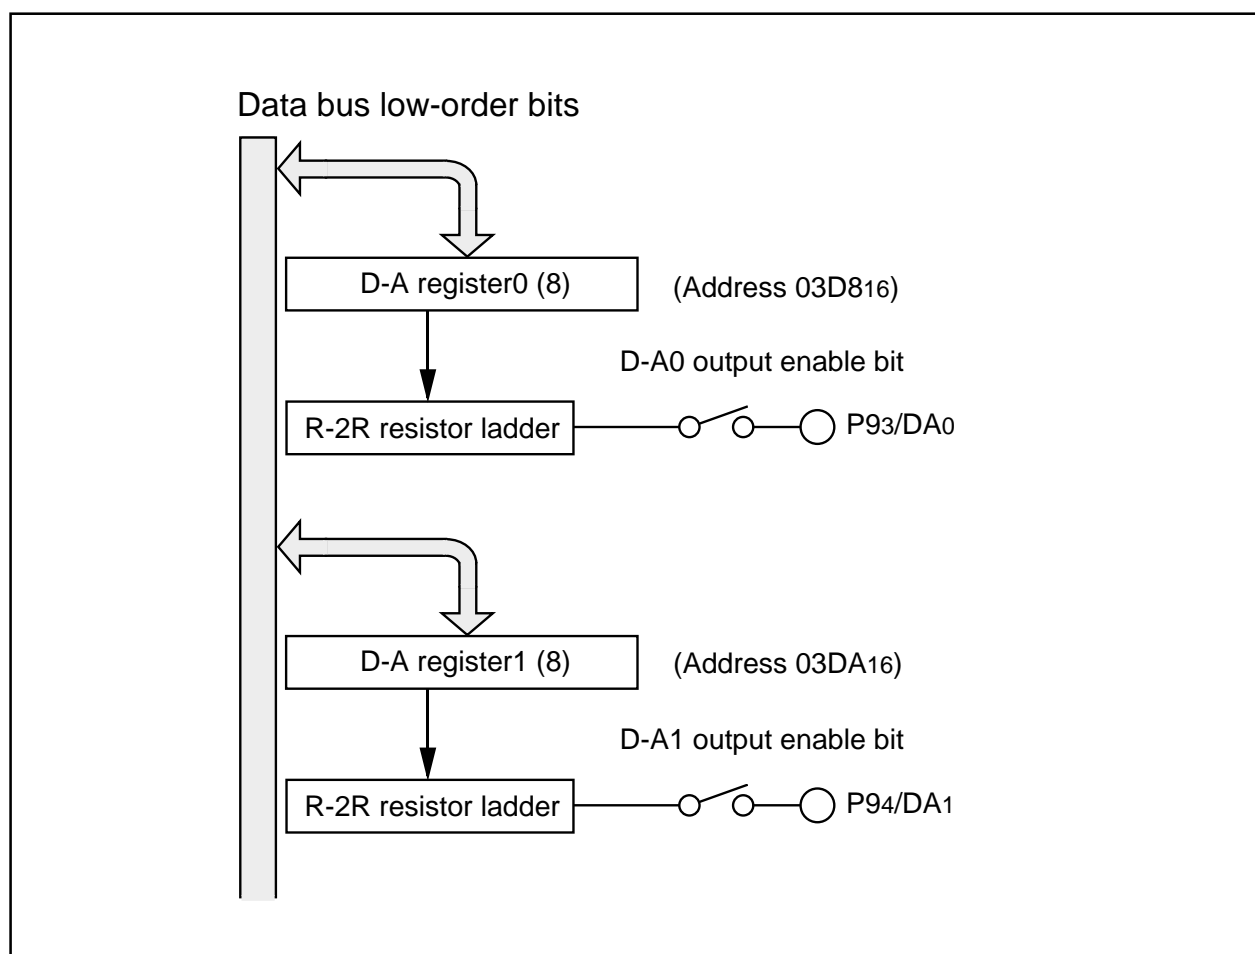 Data bus low-order bits
D-A register0 (8)
(Address 03D816)
D-A0 output enable bit
R-2R resistor ladder
P93/DA0
D-A register1 (8)
(Address 03DA16)
D-A1 output enable bit
R-2R resistor ladder
P94/DA1